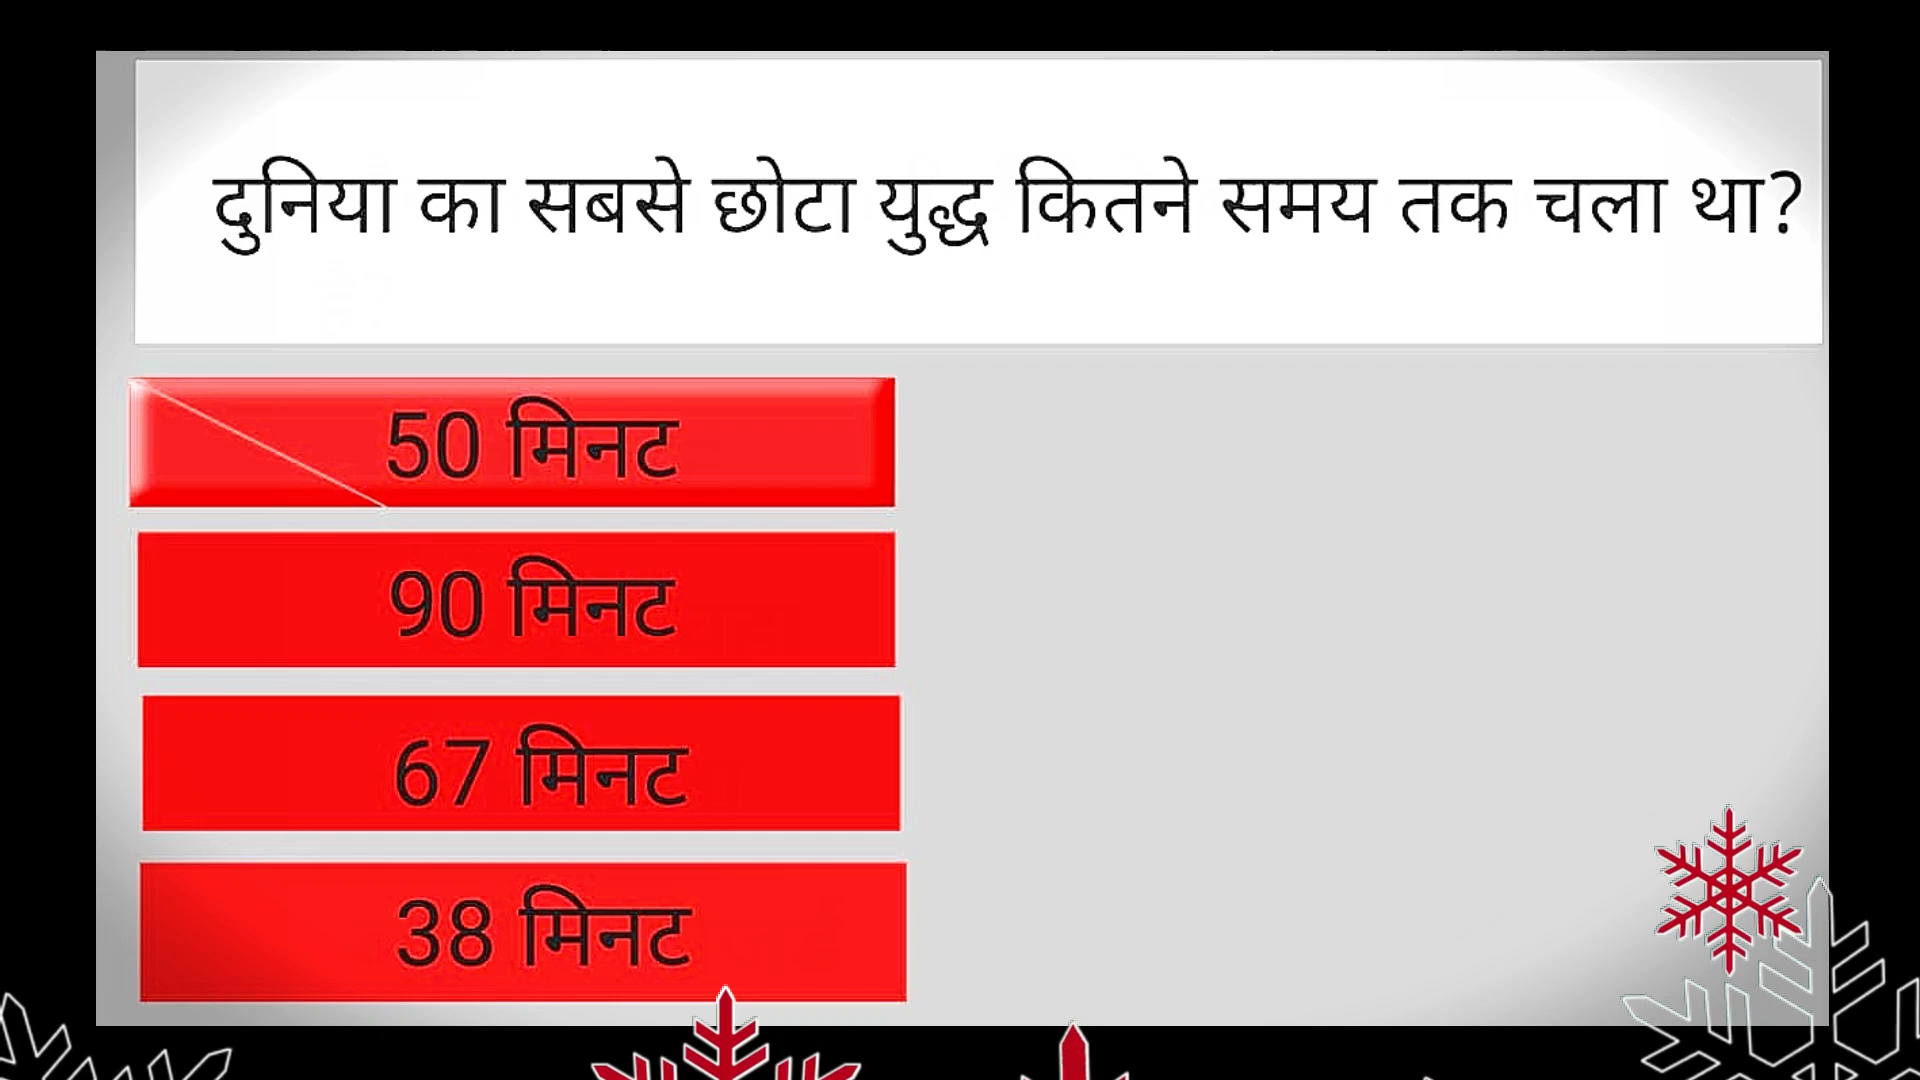 दुनिया का सबसे छोटा युद्ध कितने समय तक चला था?
50 मिनट
90 मिनट
67 मिनट
38 मिनट